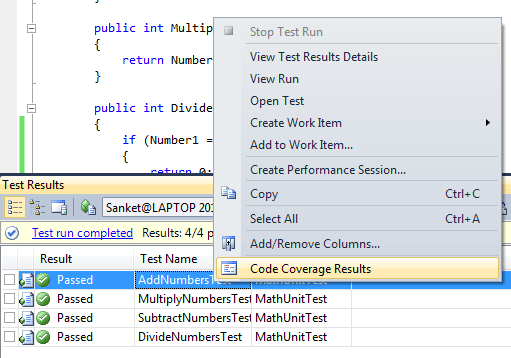 public int Multip
{
return Number
}
public int Divide
{
if (Number1 =
{
return 0;
Stop Test Run
View Test Results Details
View Run
Open Test
Create Work Item
Add to Work Item...
Create Performance Session...
Copy Ctrl+C
Select All Ctrl+A
Add/Remove Columns...
Code Coverage Results
Test Results
Sanket@LAPTOP 201
Test run completed Results: 4/4 p
Result Test Name
Passed AddNumbersTest MathUnitTest
Passed MultiplyNumbersTest MathUnitTest
Passed SubtractNumbersTest MathUnitTest
Passed DivideNumbersTest MathUnitTest